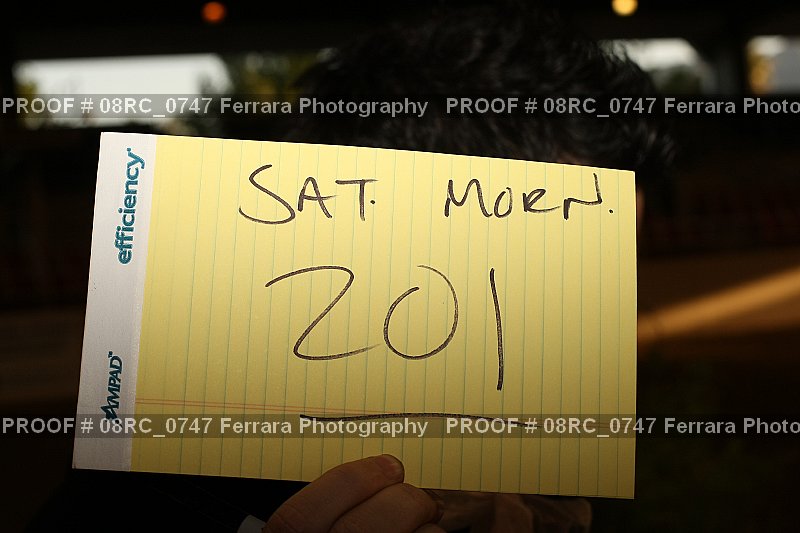 PROOF # 08RC_0747 Ferrara Photography PROOF # 08RC_0747 Ferrara Photo
efficiency
AMPAD™
SAT. MORN.
201
PROOF # 08RC_0747 Ferrara Photography PROOF # 08RC_0747 Ferrara Photo